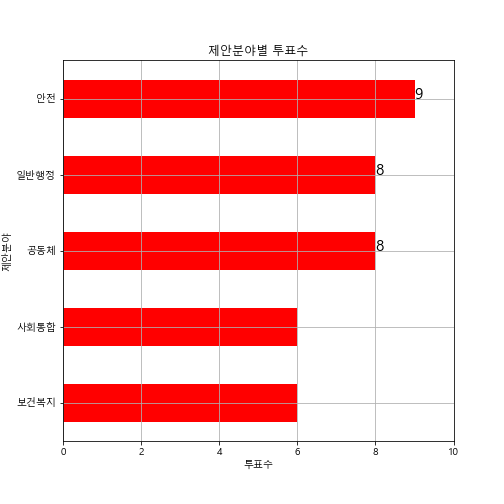 제안분야별 투표수
안전
9
일반행정
8
공동체
8
사회통합
보건복지
제안분야
0 2 4 6 8 10
투표수